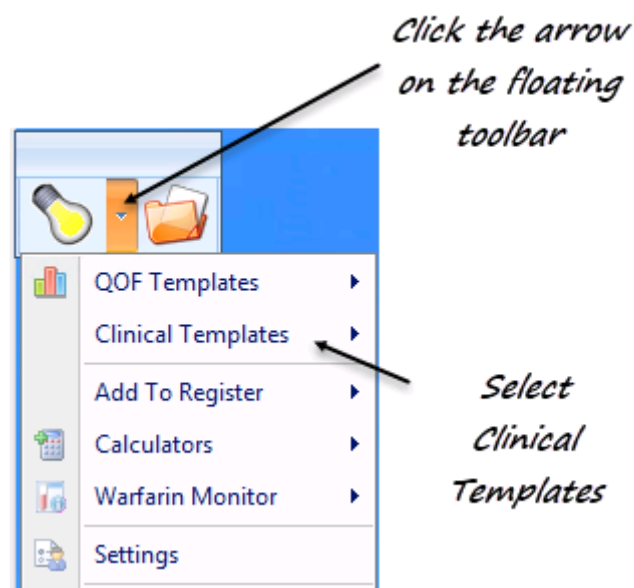 Click the arrow
on the floating
toolbar
QOF Templates
Clinical Templates
Add To Register
Calculators
Warfarin Monitor
Settings
Select
Clinical
Templates